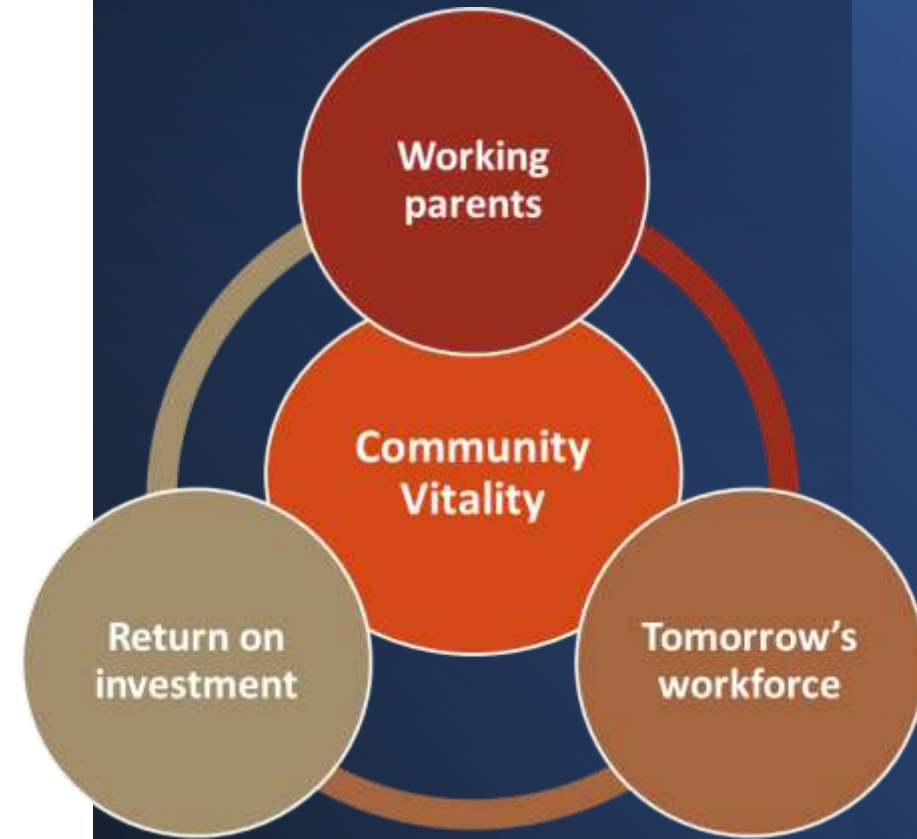 Working
parents
Community
Vitality
Return on
investment
Tomorrow’s
workforce